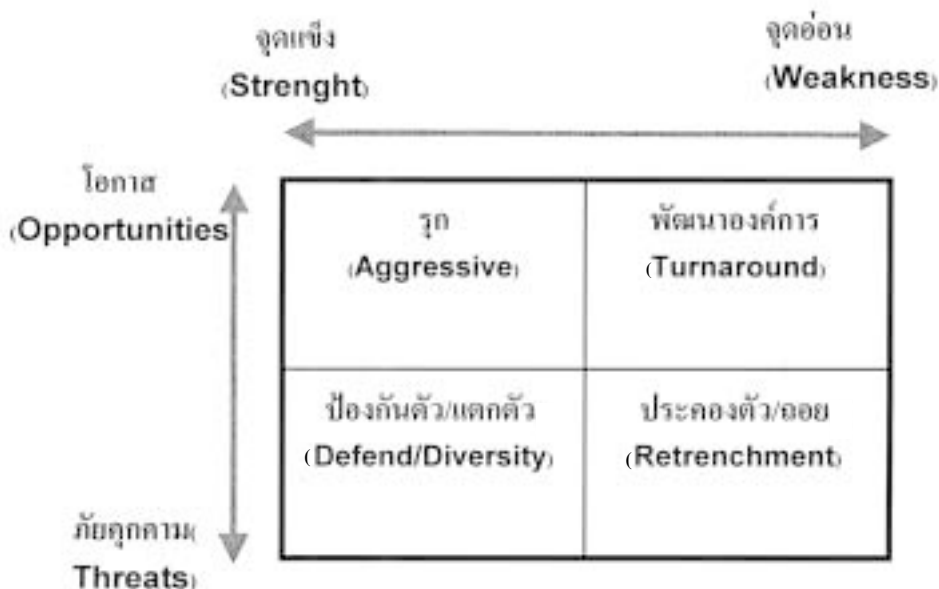 จุดแข็ง
(Strenght)
จุดอ่อน
(Weakness)
โอกาส
(Opportunities
รุก
(Aggressive)
พัฒนาองค์การ
(Turnaround)
ป้องกันตัว/แตกตัว
(Defend/Diversity)
ประคองตัว/ถอย
(Retrenchment)
ภัยคุกคาม(
Threats)